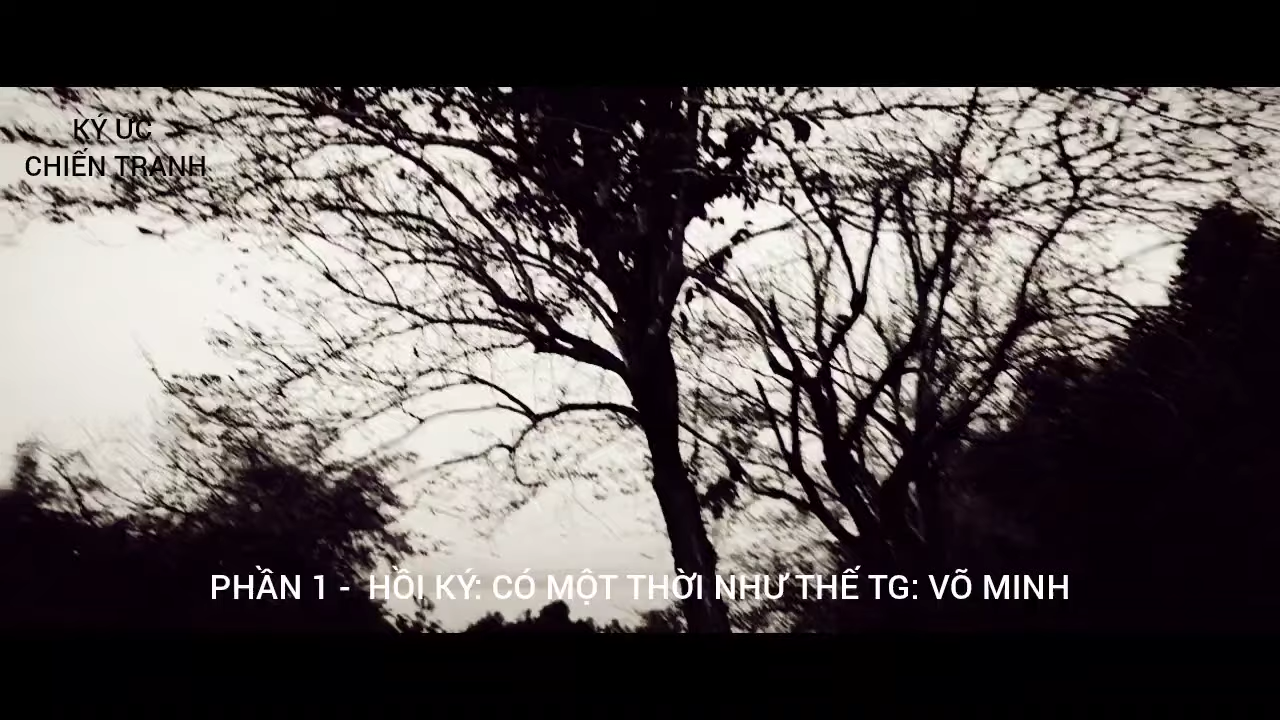 KÝ ỨC
CHIẾN TRANH
PHẦN 1 - HỒI KÝ: CÓ MỘT THỜI NHƯ THẾ TG: VÕ MINH